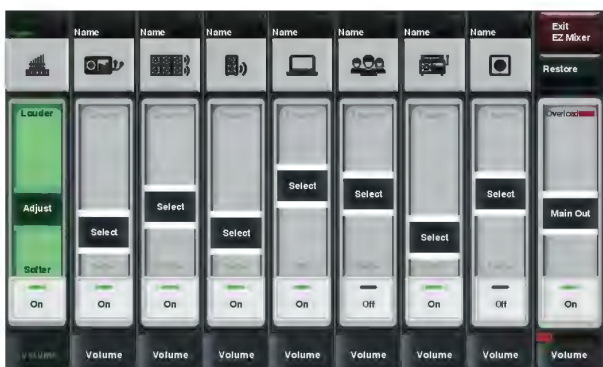 Name Name Name Name Name Name Name
Exit
EZ Mixer
Restore
Louder
Overload
Select
Adjust
Select
Select
Select
Main Out
Select
Select
Select
Softer
On On On On On Off On Off On
Volume Volume Volume Volume Volume Volume Volume Volume Volume